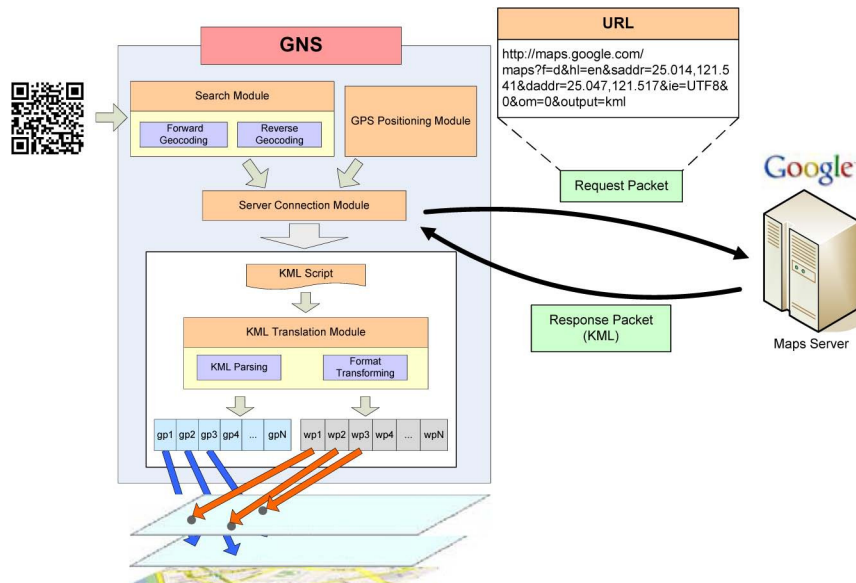 GNS
URL
http://maps.google.com/
maps?f=d&hl=en&saddr=25.014,121.5
41&daddr=25.047,121.517&ie=UTF8&
0&om=0&output=kml
Search Module
Forward
Geocoding
Reverse
Geocoding
GPS Positioning Module
Request Packet
Google
Server Connection Module
KML Script
KML Translation Module
KML Parsing
Format
Transforming
Response Packet
(KML)
Maps Server
gp1 gp2 gp3 gp4 ... gpN
wp1 wp2 wp3 wp4 ... wpN